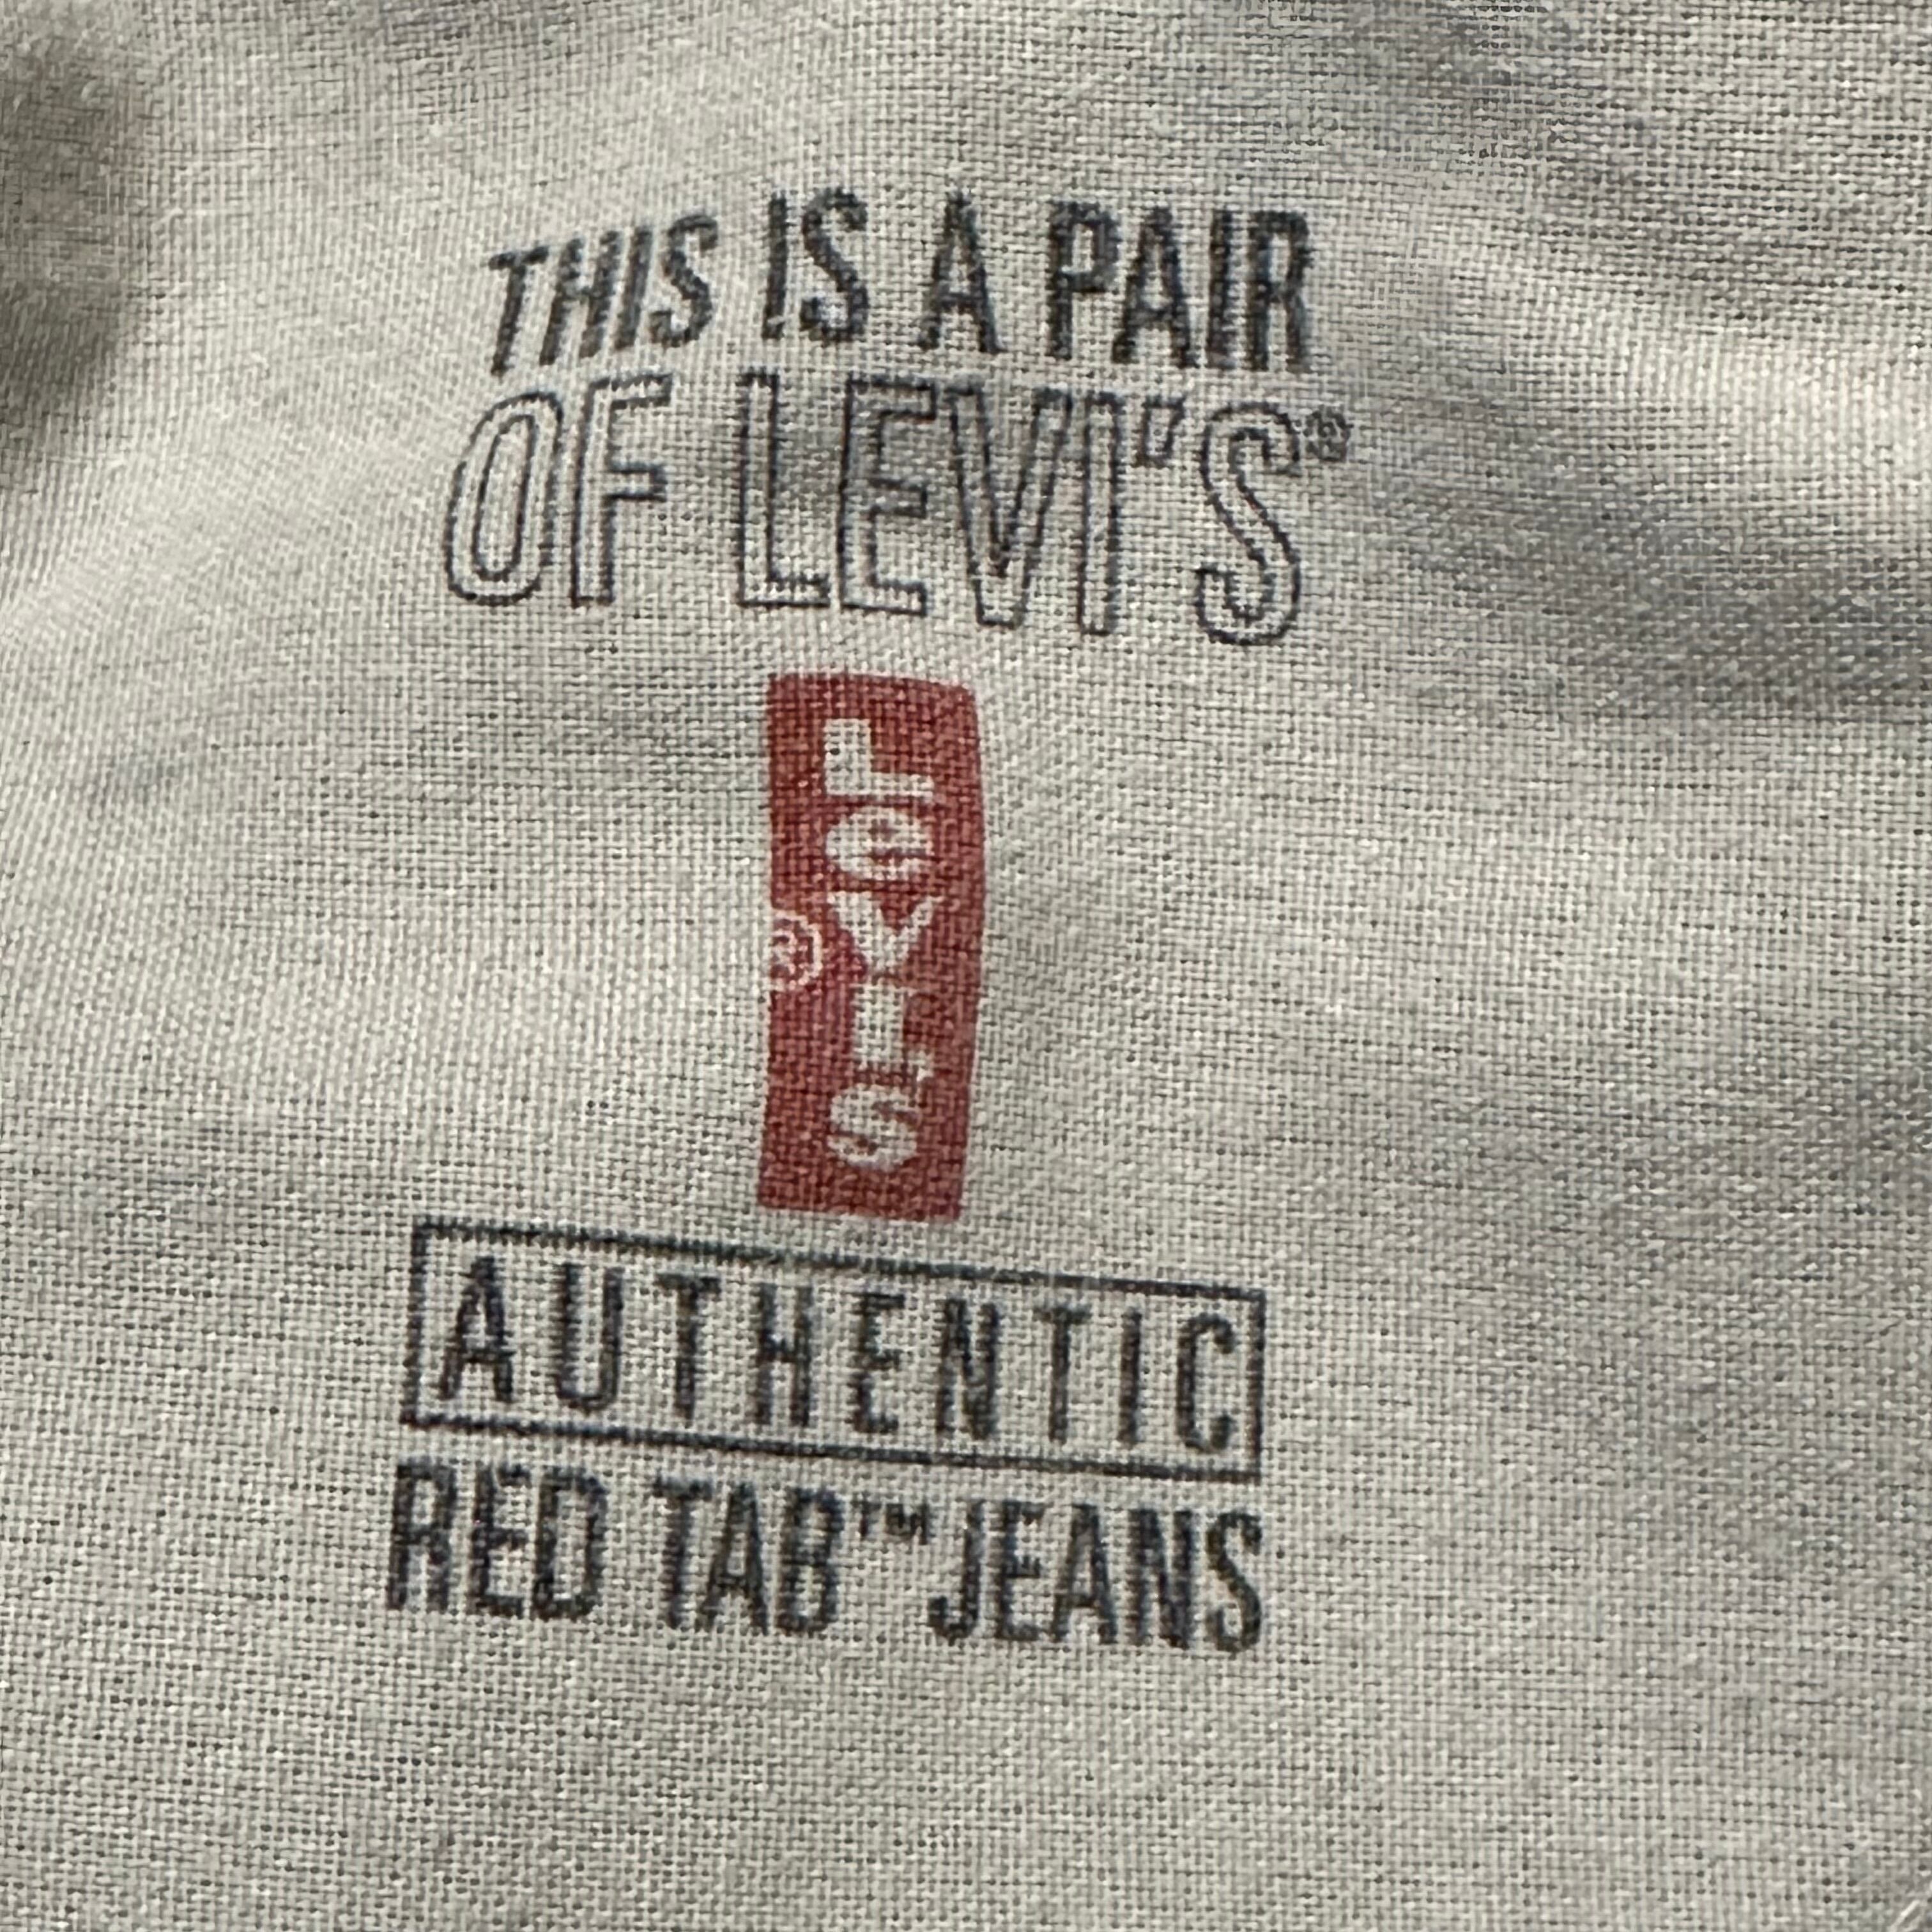 THIS IS A PAIR
OF LEVI'S®
LEVI'S
®
AUTHENTIC
RED TAB™ JEANS